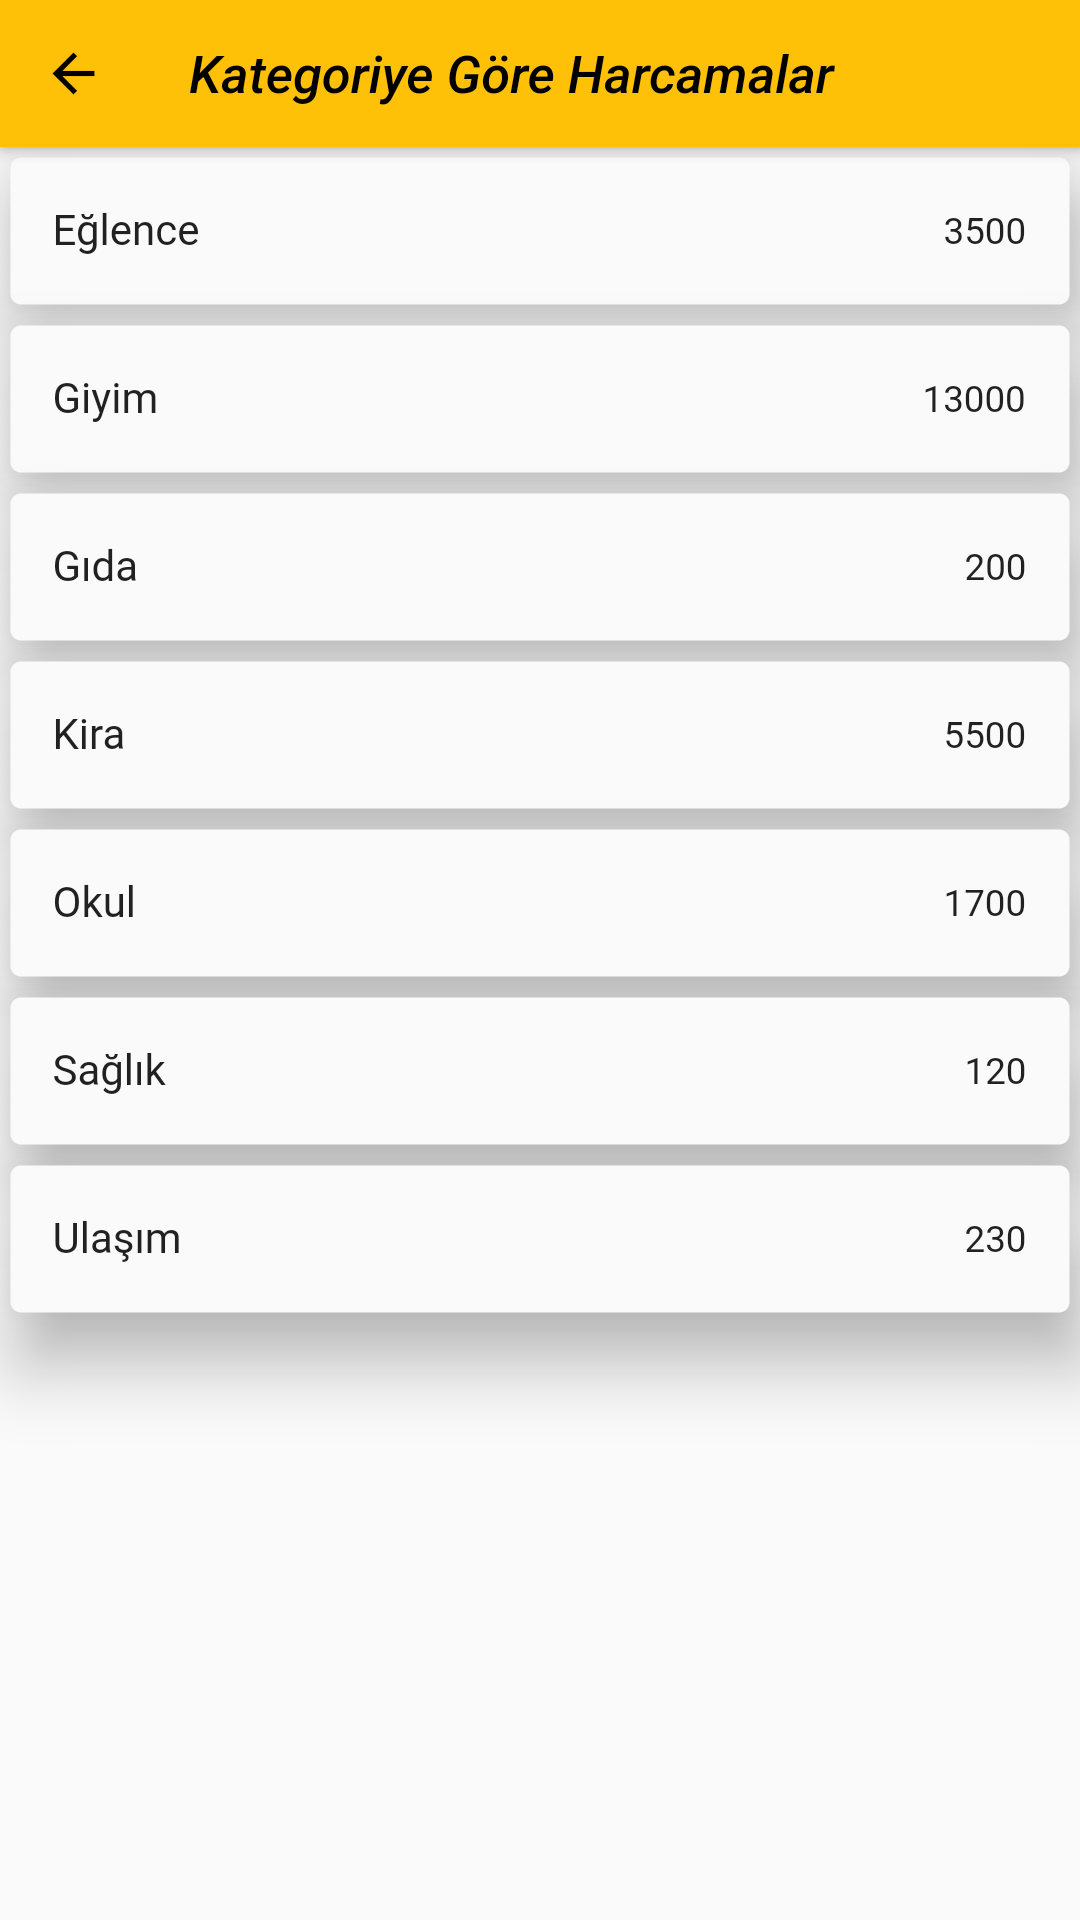 Kategoriye Göre Harcamalar
Eğlence 3500
Giyim 13000
Gıda 200
Kira 5500
Okul 1700
Sağlık 120
Ulaşım 230